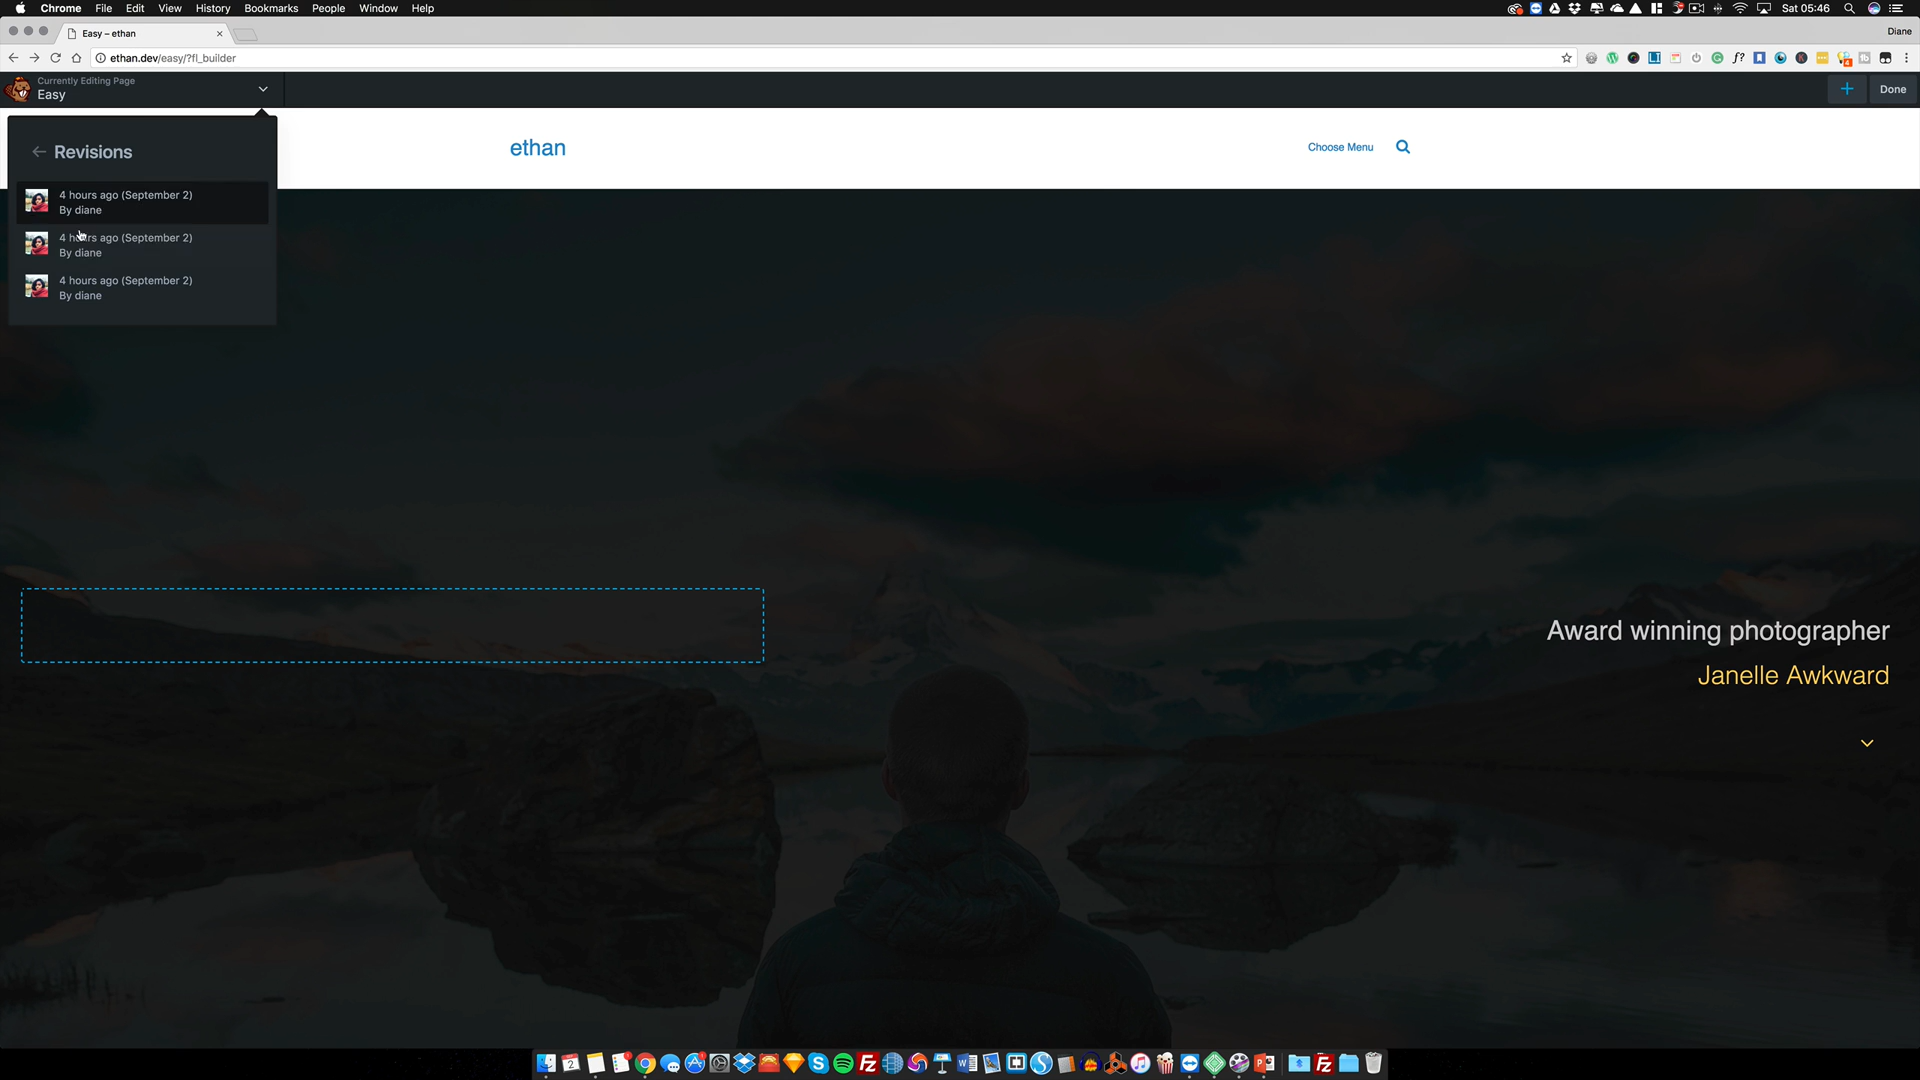 Chrome File Edit View History Bookmarks People Window Help Sat 05:46
Easy – ethan × Diane
ethan.dev/easy/?fl_builder
Currently Editing Page
Easy
Done
Revisions
4 hours ago (September 2)
By diane
4 hours ago (September 2)
By diane
4 hours ago (September 2)
By diane
ethan
Choose Menu
Award winning photographer
Janelle Awkward